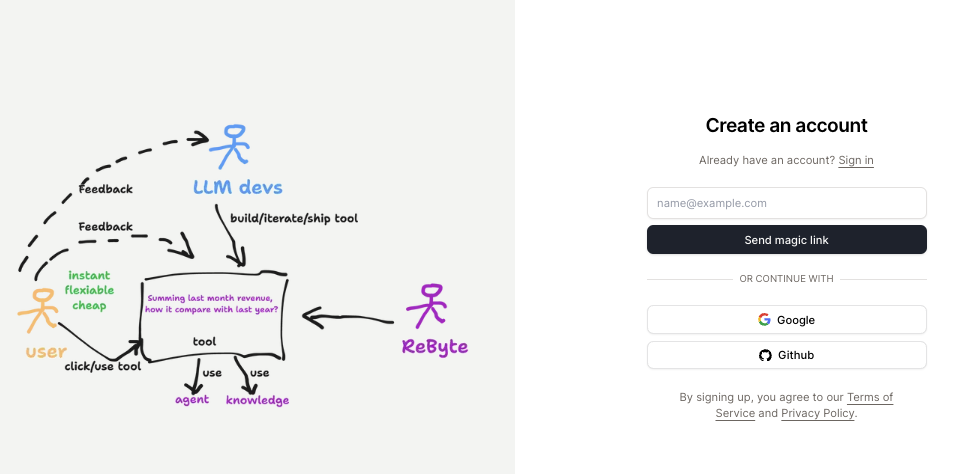 Feedback
LLM devs
build/iterate/ship tool
Feedback
instant
flexiable
cheap
Summing last month revenue,
how it compare with last year?
tool
user
click/use tool
ReByte
use
use
agent
knowledge
Create an account
Already have an account? Sign in
name@example.com
Send magic link
OR CONTINUE WITH
Google
Github
By signing up, you agree to our Terms of
Service and Privacy Policy.